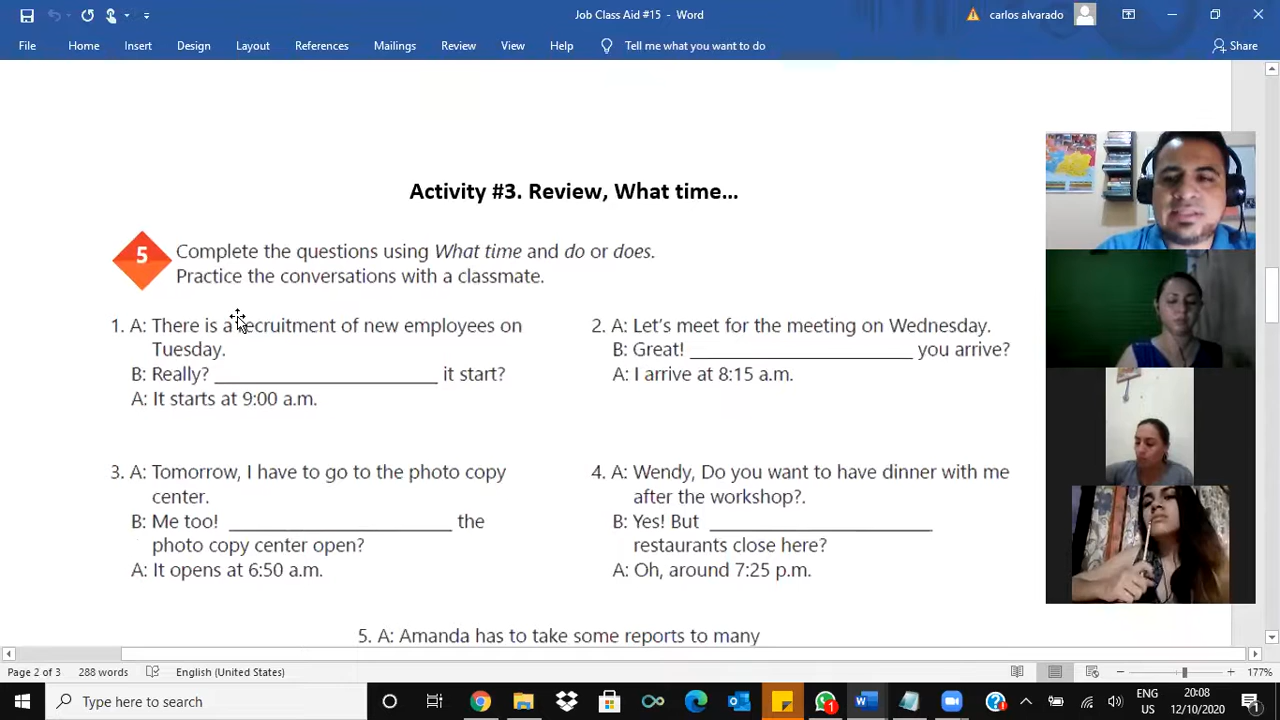 Job Class Aid #15 - Word
carlos alvarado
File Home Insert Design Layout References Mailings Review View Help Tell me what you want to do Share
Activity #3. Review, What time...
5
Complete the questions using What time and do or does.
Practice the conversations with a classmate.
1. A: There is a recruitment of new employees on
Tuesday.
B: Really? ______________________ it start?
A: It starts at 9:00 a.m.
2. A: Let's meet for the meeting on Wednesday.
B: Great! ______________________ you arrive?
A: I arrive at 8:15 a.m.
3. A: Tomorrow, I have to go to the photo copy
center.
B: Me too! ______________________ the
photo copy center open?
A: It opens at 6:50 a.m.
4. A: Wendy, Do you want to have dinner with me
after the workshop?.
B: Yes! But ______________________
restaurants close here?
A: Oh, around 7:25 p.m.
5. A: Amanda has to take some reports to many
Page 2 of 3 288 words English (United States) 177%
Type here to search
1
ENG
US
20:08
12/10/2020
1